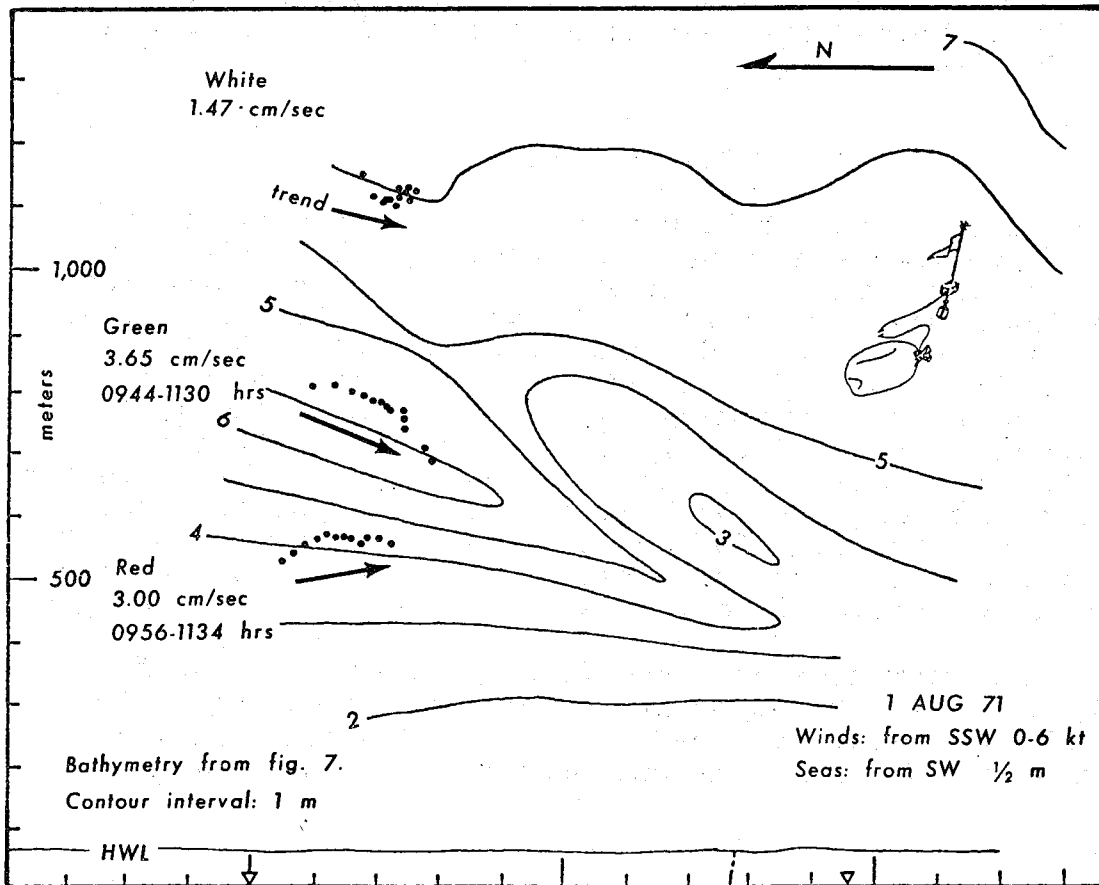 7
N
White
1.47 cm/sec
trend
1,000
5
Green
3.65 cm/sec
0944-1130 hrs
meters
6
5
4
3
500
Red
3.00 cm/sec
0956-1134 hrs
2
1 AUG 71
Winds: from SSW 0-6 kt
Seas: from SW ½ m
Bathymetry from fig. 7.
Contour interval: 1 m
HWL